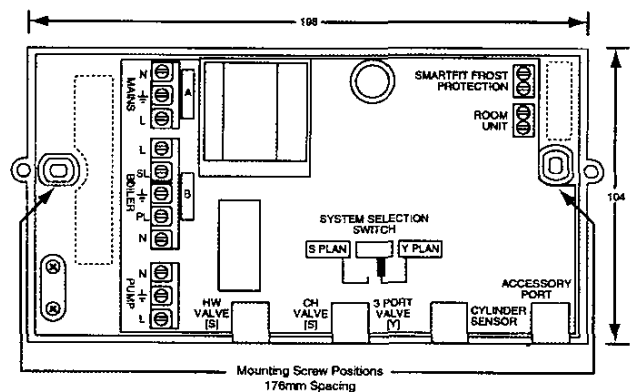 198
104
N
L
MAINS
A
L
SL
PL
N
BOILER
B
N
L
PUMP
SMARTFIT FROST
PROTECTION
ROOM
UNIT
SYSTEM SELECTION
SWITCH
S PLAN
Y PLAN
HW
VALVE
[S]
CH
VALVE
[S]
3 PORT
VALVE
[Y]
CYLINDER
SENSOR
ACCESSORY
PORT
Mounting Screw Positions
176mm Spacing